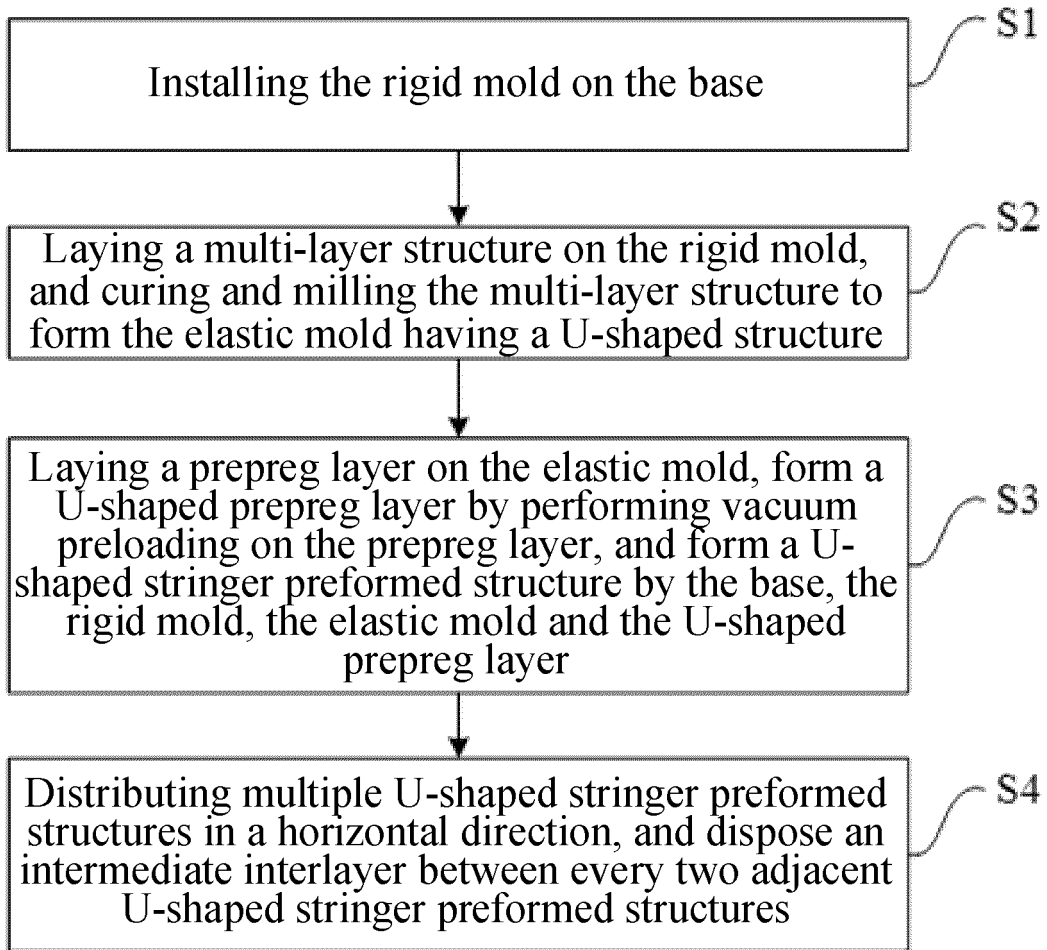 S1
Installing the rigid mold on the base
S2
Laying a multi-layer structure on the rigid mold,
and curing and milling the multi-layer structure to
form the elastic mold having a U-shaped structure
Laying a prepreg layer on the elastic mold, form a
U-shaped prepreg layer by performing vacuum
preloading on the prepreg layer, and form a U-
shaped stringer preformed structure by the base, the
rigid mold, the elastic mold and the U-shaped
prepreg layer
S3
Distributing multiple U-shaped stringer preformed
structures in a horizontal direction, and dispose an
intermediate interlayer between every two adjacent
U-shaped stringer preformed structures
S4